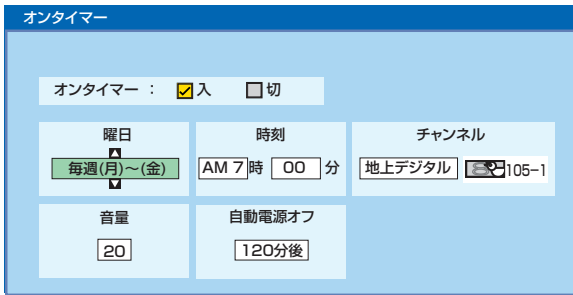 オンタイマー
オンタイマー : 入 切
曜日 時刻 チャンネル
毎週(月)~(金) AM 7 時 00 分 地上デジタル 105-1
音量 自動電源オフ
20 120分後